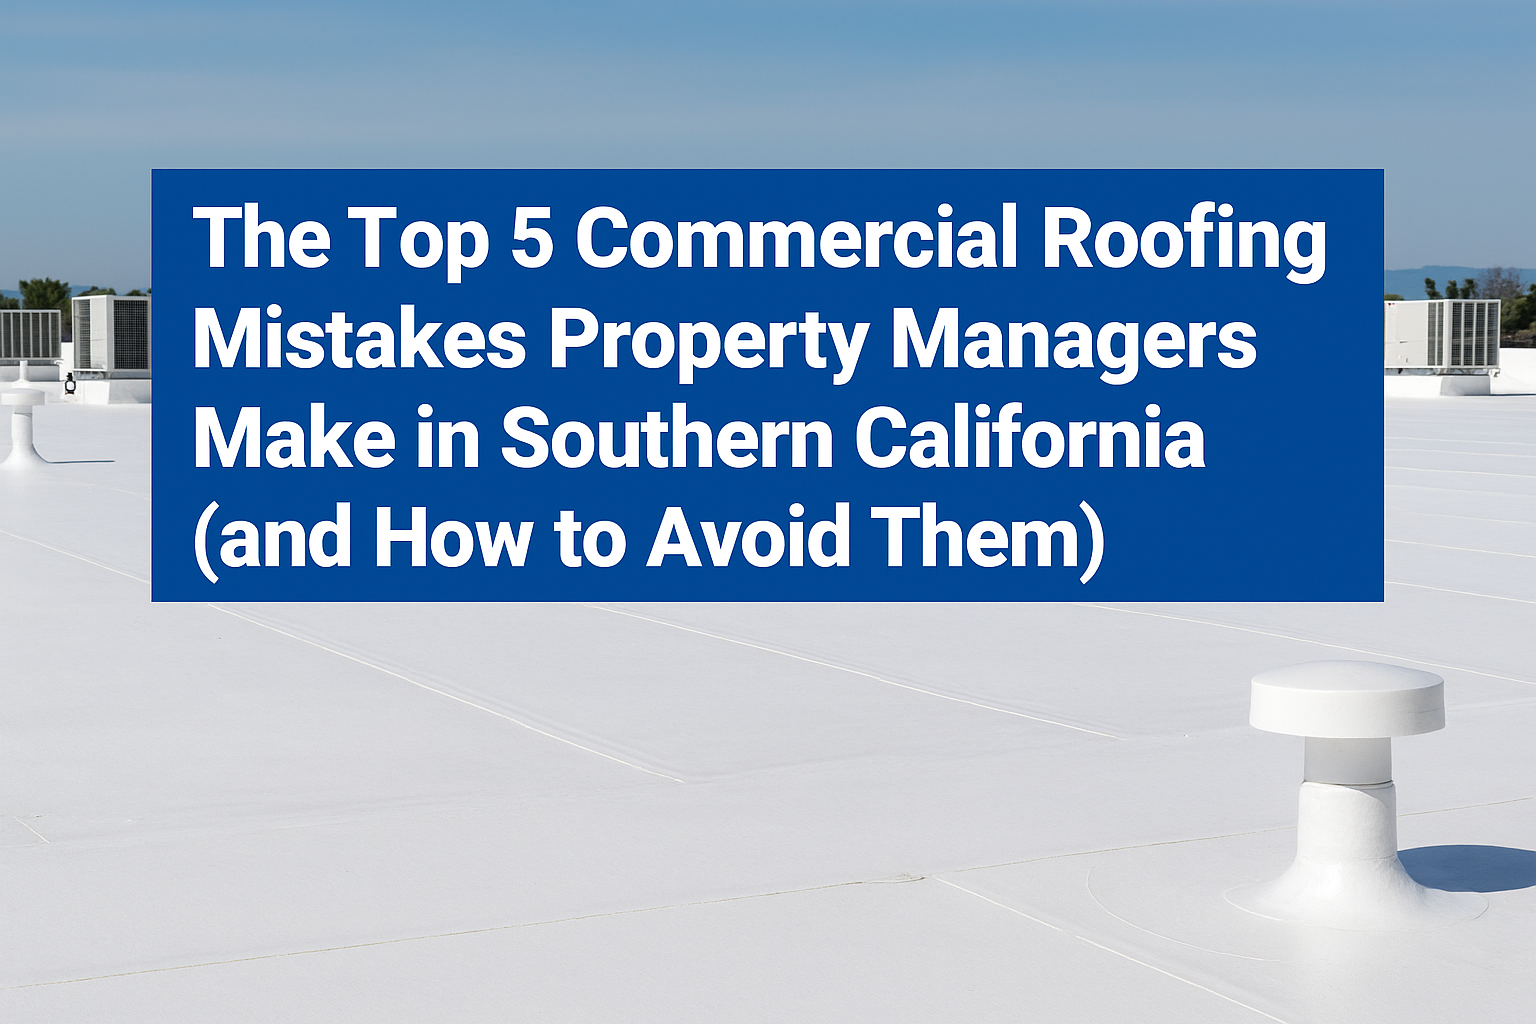 The Top 5 Commercial Roofing
Mistakes Property Managers
Make in Southern California
(and How to Avoid Them)